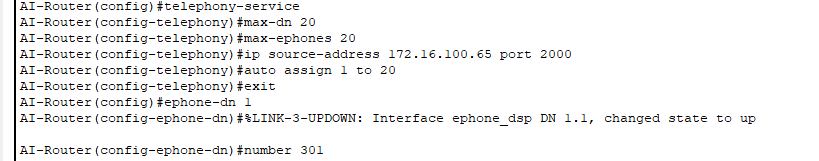 AI-Router(config)#telephony-service
AI-Router(config-telephony)#max-dn 20
AI-Router(config-telephony)#max-ephones 20
AI-Router(config-telephony)#ip source-address 172.16.100.65 port 2000
AI-Router(config-telephony)#auto assign 1 to 20
AI-Router(config-telephony)#exit
AI-Router(config)#ephone-dn 1
AI-Router(config-ephone-dn)#%LINK-3-UPDOWN: Interface ephone_dsp DN 1.1, changed state to up
AI-Router(config-ephone-dn)#number 301